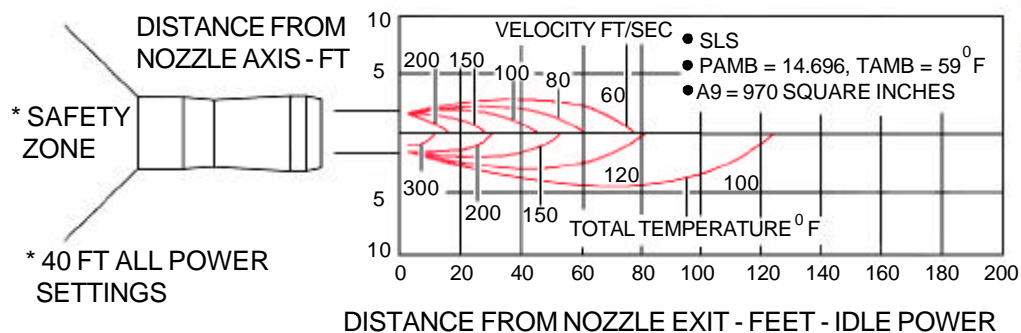 DISTANCE FROM
NOZZLE AXIS - FT
* SAFETY
ZONE
* 40 FT ALL POWER
SETTINGS
10
5
5
10
VELOCITY FT/SEC
200
150
100
80
60
• SLS
• PAMB = 14.696, TAMB = 59⁰ F
• A9 = 970 SQUARE INCHES
300
200
150
120
100
TOTAL TEMPERATURE ⁰ F
0 20 40 60 80 100 120 140 160 180 200
DISTANCE FROM NOZZLE EXIT - FEET - IDLE POWER